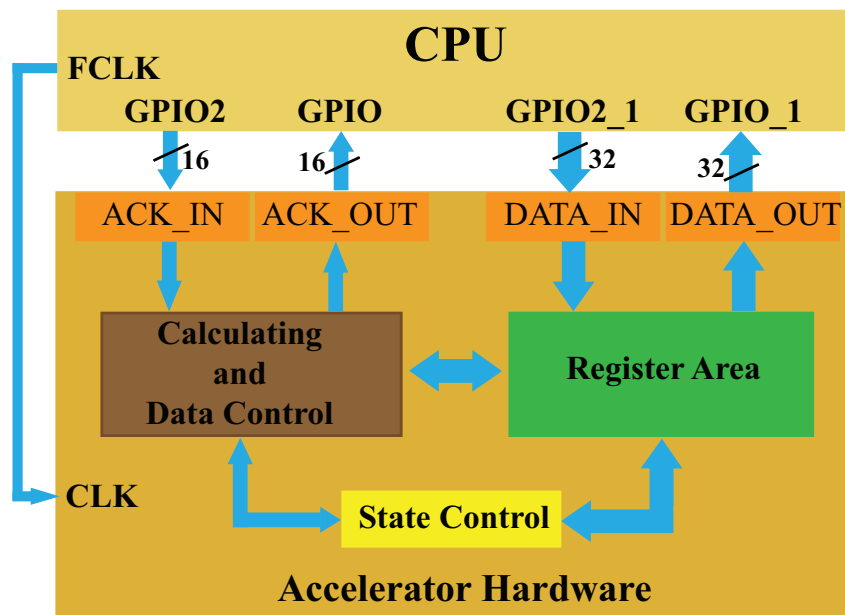 CPU
FCLK
GPIO2 GPIO GPIO2_1 GPIO_1
16 16 32 32
ACK_IN ACK_OUT DATA_IN DATA_OUT
Calculating
and
Data Control
Register Area
CLK
State Control
Accelerator Hardware